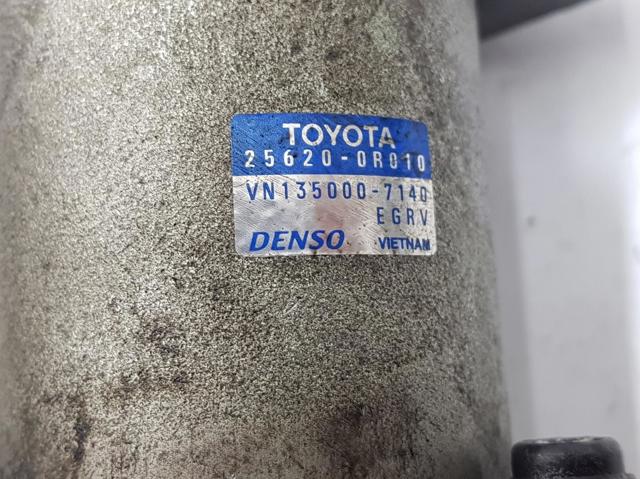 TOYOTA
25620-0R010
VN135000-7140
EGRV
DENSO VIETNAM